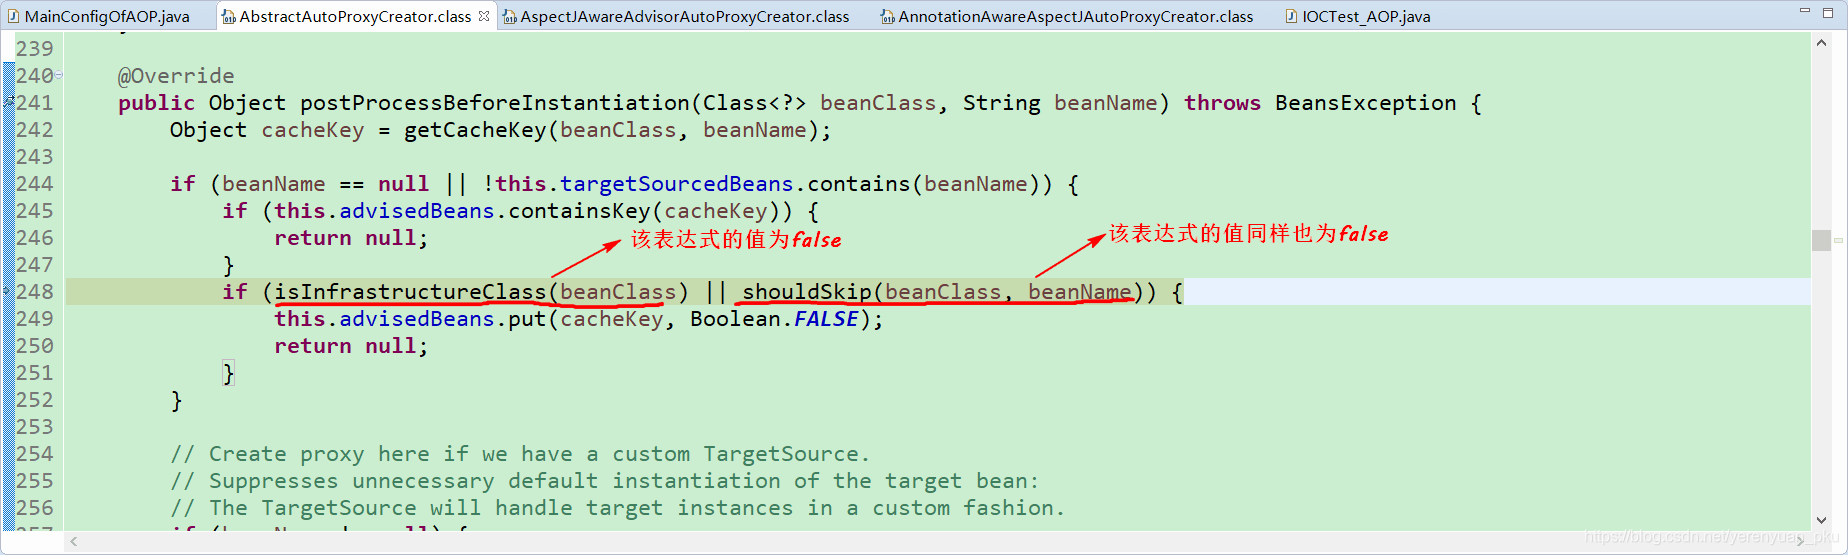 MainConfigOfAOP.java AbstractAutoProxyCreator.class AspectJAwareAdvisorAutoProxyCreator.class AnnotationAwareAspectJAutoProxyCreator.class IOCTest_AOP.java
239
240 @Override
241 public Object postProcessBeforeInstantiation(Class<?> beanClass, String beanName) throws BeansException {
242 Object cacheKey = getCacheKey(beanClass, beanName);
243
244 if (beanName == null || !this.targetSourcedBeans.contains(beanName)) {
245 if (this.advisedBeans.containsKey(cacheKey)) {
246 return null;
该表达式的值为false
该表达式的值同样也为false
247 }
248 if (isInfrastructureClass(beanClass) || shouldSkip(beanClass, beanName)) {
249 this.advisedBeans.put(cacheKey, Boolean.FALSE);
250 return null;
251 }
252 }
253
254 // Create proxy here if we have a custom TargetSource.
255 // Suppresses unnecessary default instantiation of the target bean:
256 // The TargetSource will handle target instances in a custom fashion.
https://blog.csdn.net/yerenyuan_pku